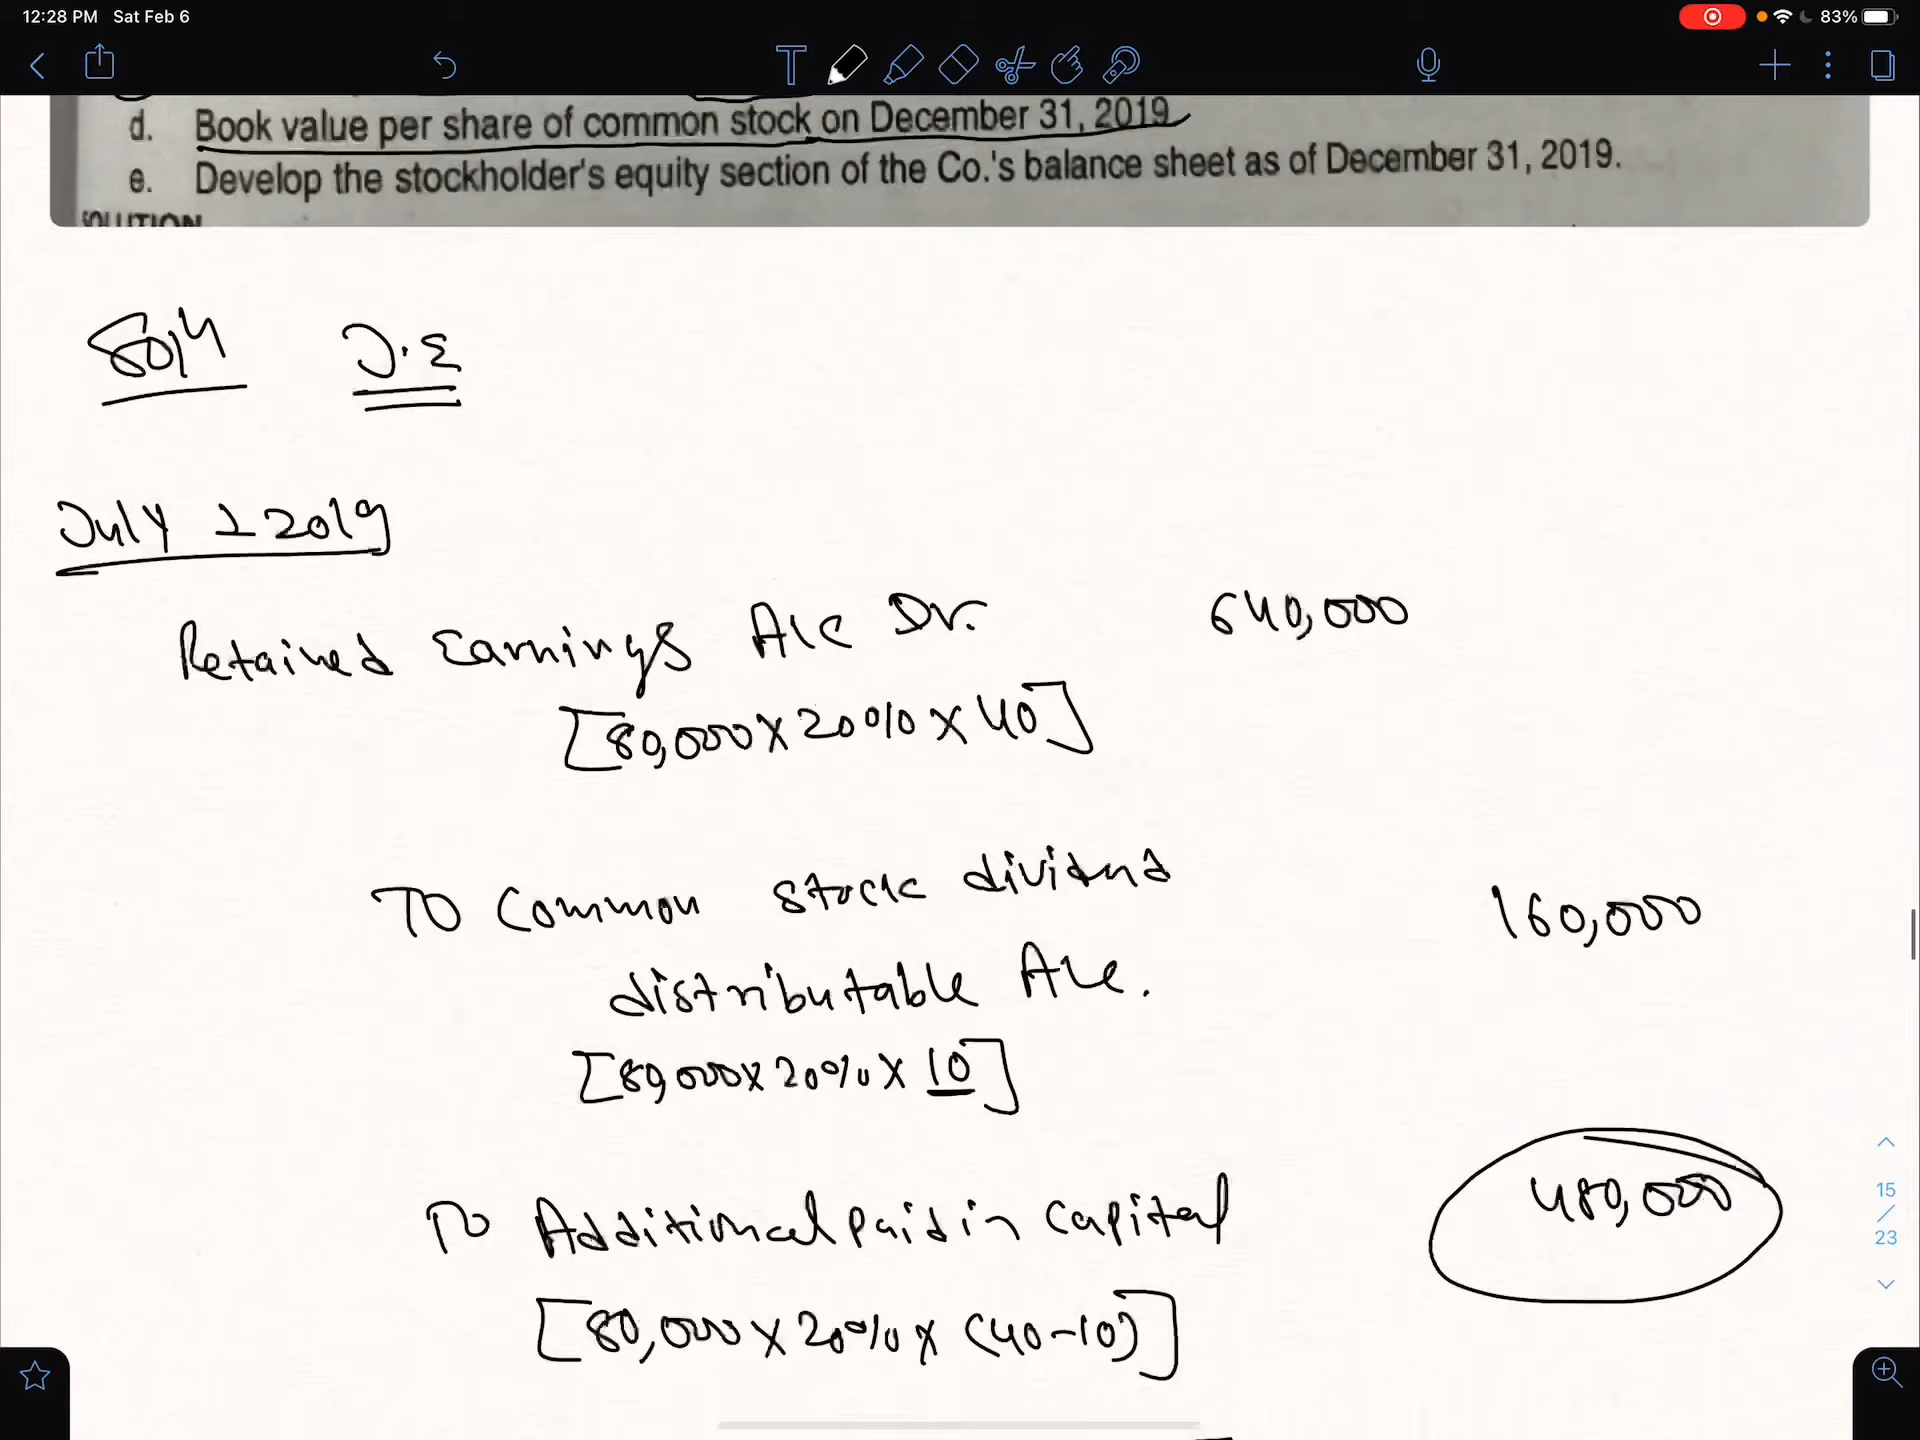 12:28 PM Sat Feb 6
83%
d. Book value per share of common stock on December 31, 2019
e. Develop the stockholder's equity section of the Co.'s balance sheet as of December 31, 2019.
SOLUTION
Soln J.E
July 1 2019
Retained Earnings A/c Dr. 640,000
[80,000 x 20% x 40]
To Common stock dividend 160,000
distributable A/c.
[80,000 x 20% x 10]
To Additional paid in capital 480,000
[80,000 x 20% x (40-10)]
15
/
23